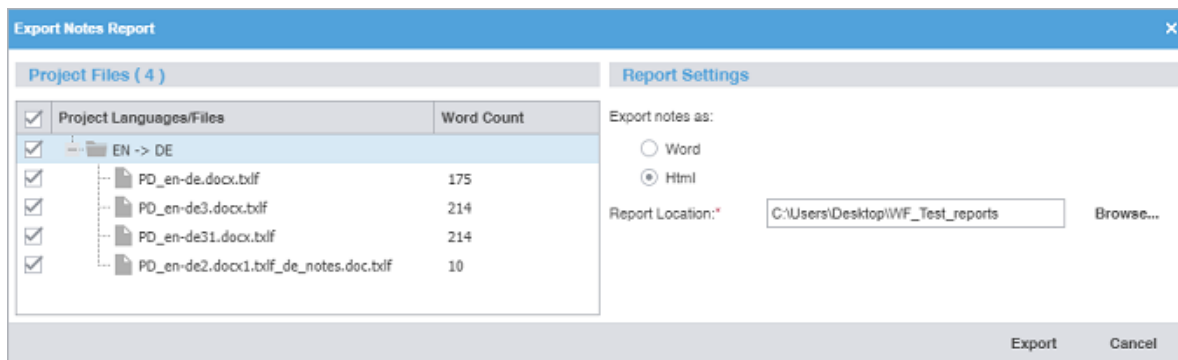 Export Notes Report
Project Files ( 4 )
Project Languages/Files Word Count
EN -> DE
PD_en-de.docx.txlf 175
PD_en-de3.docx.txlf 214
PD_en-de31.docx.txlf 214
PD_en-de2.docx1.txlf_de_notes.doc.txlf 10
Report Settings
Export notes as:
Word
Html
Report Location:* C:\Users\Desktop\WF_Test_reports Browse...
Export Cancel